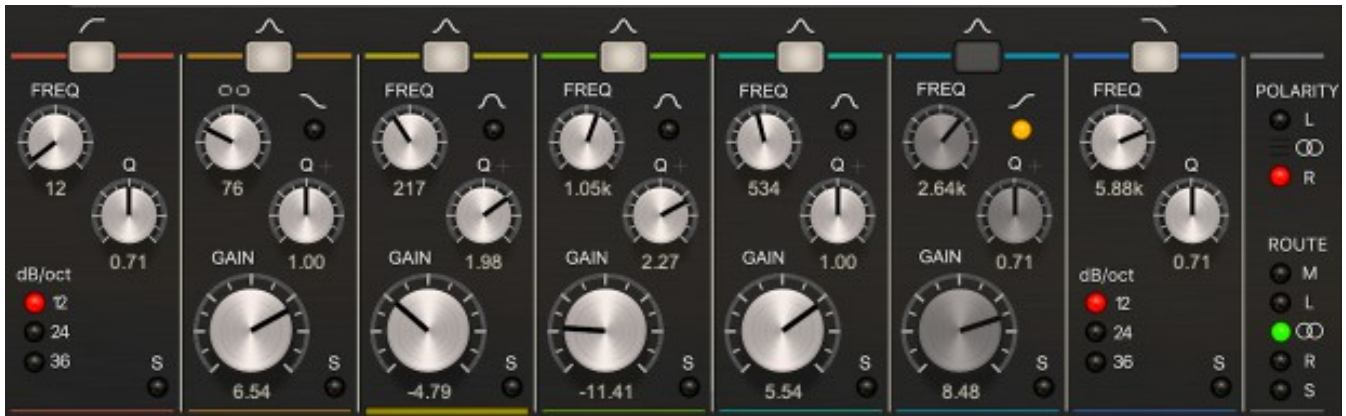 FREQ
12
Q
0.71
dB/oct
12
24
36
S
76
Q +
1.00
GAIN
6.54
S
FREQ
217
Q +
1.98
GAIN
-4.79
S
FREQ
1.05k
Q +
2.27
GAIN
-11.41
S
FREQ
534
Q +
1.00
GAIN
5.54
S
FREQ
2.64k
Q +
0.71
GAIN
8.48
S
FREQ
5.88k
Q
0.71
dB/oct
12
24
36
S
POLARITY
L
R
ROUTE
M
L
R
S